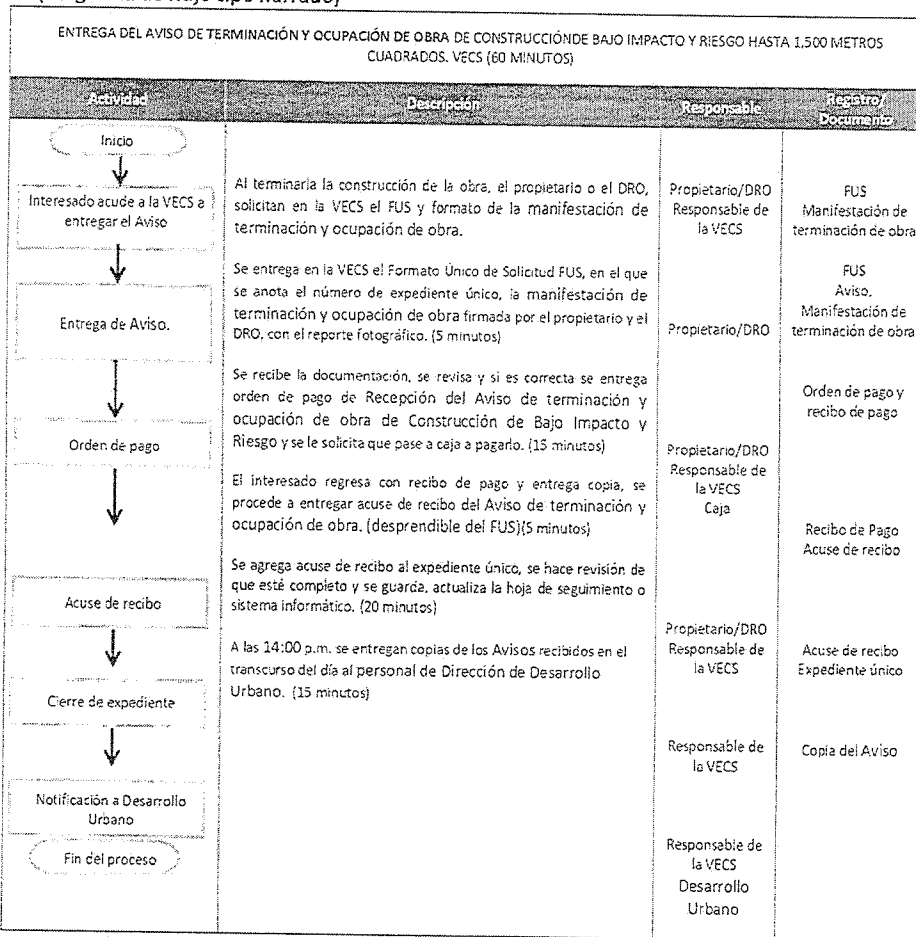 (Diagrama de flujo tipo narrado)
ENTREGA DEL AVISO DE TERMINACIÓN Y OCUPACIÓN DE OBRA DE CONSTRUCCIÓNDE BAJO IMPACTO Y RIESGO HASTA 1,500 METROS
CUADRADOS. VECS (60 MINUTOS)
Actividad
Descripción
Responsable
Registro/
Documento
Inicio
Interesado acude a la VECS a
entregar el Aviso
Al terminarla construcción de la obra, el propietario o el DRO,
solicitan en la VECS el FUS y formato de la manifestación de
terminación y ocupación de obra.
Propietario/DRO
Responsable de
la VECS
FUS
Manifestación de
terminación de obra
Entrega de Aviso.
Se entrega en la VECS el Formato Único de Solicitud FUS, en el que
se anota el número de expediente único, la manifestación de
terminación y ocupación de obra firmada por el propietario y el
DRO, con el reporte fotográfico. (5 minutos)
Propietario/DRO
FUS
Aviso,
Manifestación de
terminación de obra
Orden de pago
Se recibe la documentación, se revisa y si es correcta se entrega
orden de pago de Recepción del Aviso de terminación y
ocupación de obra de Construcción de Bajo Impacto y
Riesgo y se le solicita que pase a caja a pagarlo. (15 minutos)
Propietario/DRO
Responsable de
la VECS
Caja
Orden de pago y
recibo de pago
Acuse de recibo
El interesado regresa con recibo de pago y entrega copia, se
procede a entregar acuse de recibo del Aviso de terminación y
ocupación de obra. (desprendible del FUS)(5 minutos)
Propietario/DRO
Responsable de
la VECS
Recibo de Pago
Acuse de recibo
Cierre de expediente
Se agrega acuse de recibo al expediente único, se hace revisión de
que esté completo y se guarda, actualiza la hoja de seguimiento o
sistema informático. (20 minutos)
Responsable de
la VECS
Acuse de recibo
Expediente único
Notificación a Desarrollo
Urbano
A las 14:00 p.m. se entregan copias de los Avisos recibidos en el
transcurso del día al personal de Dirección de Desarrollo
Urbano. (15 minutos)
Responsable de
la VECS
Desarrollo
Urbano
Copia del Aviso
Fin del proceso